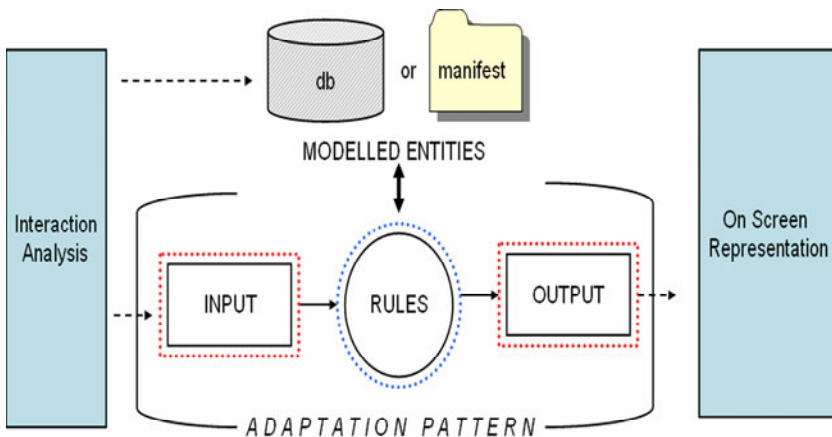 db
or
manifest
MODELLED ENTITIES
Interaction
Analysis
INPUT
RULES
OUTPUT
On Screen
Representation
ADAPTATION PATTERN